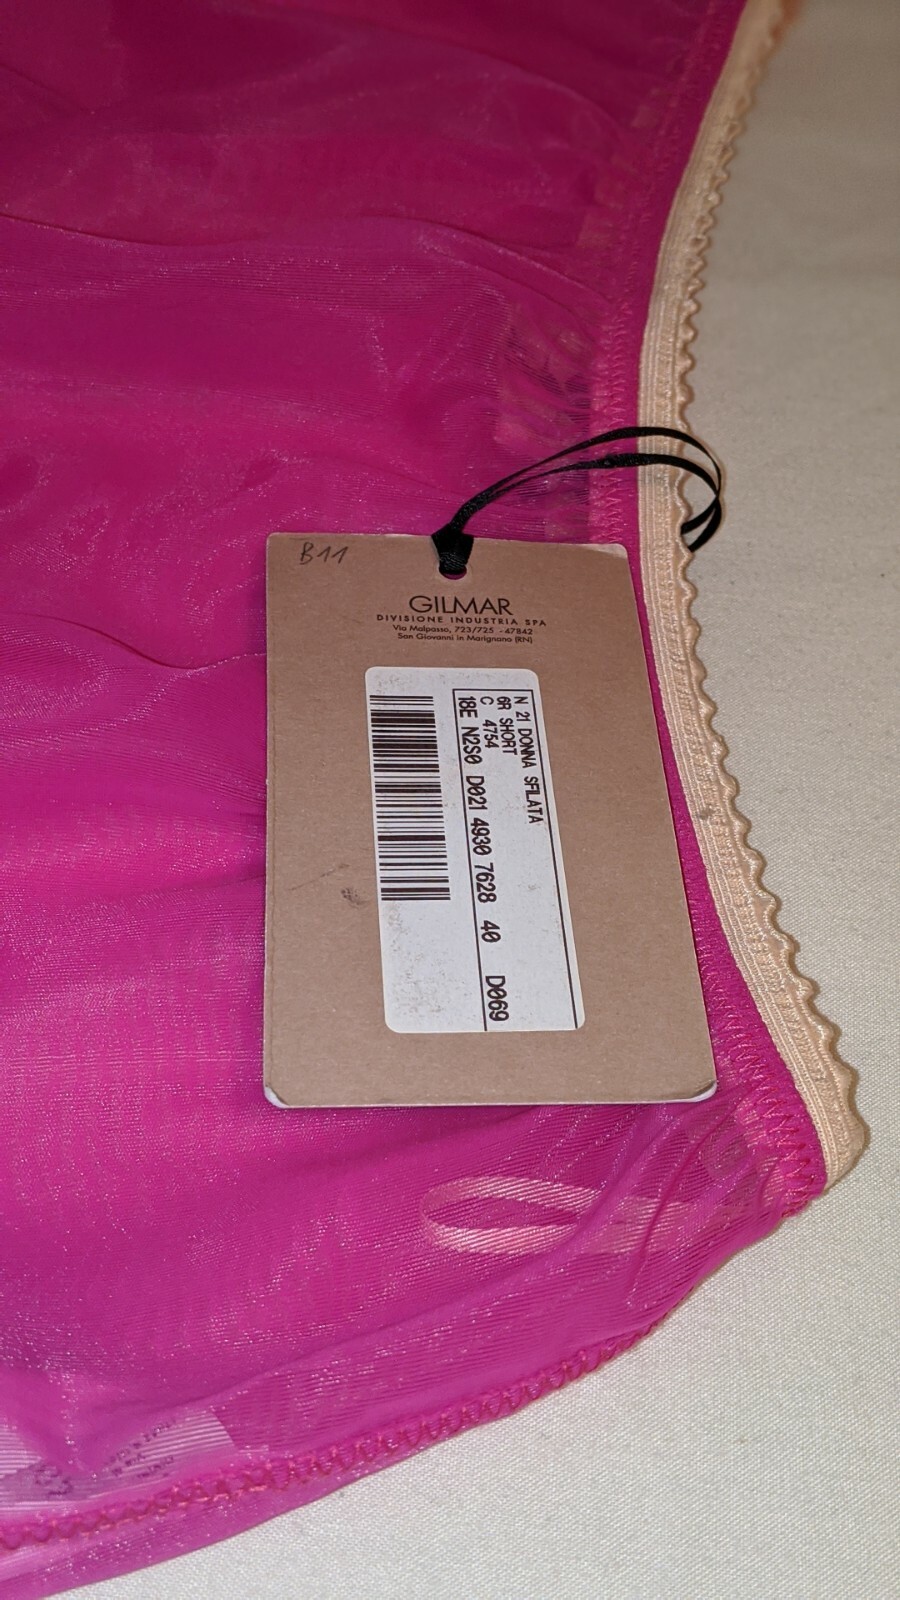 B11
GILMAR
DIVISIONE INDUSTRIA SPA
Via Malpasso, 723/725 - 47842
San Giovanni in Marignano (RN)
N 21 DONNA SFILATA
GR SHORT
C 4754
18E N2S0 D021 4930 7628 40 D069